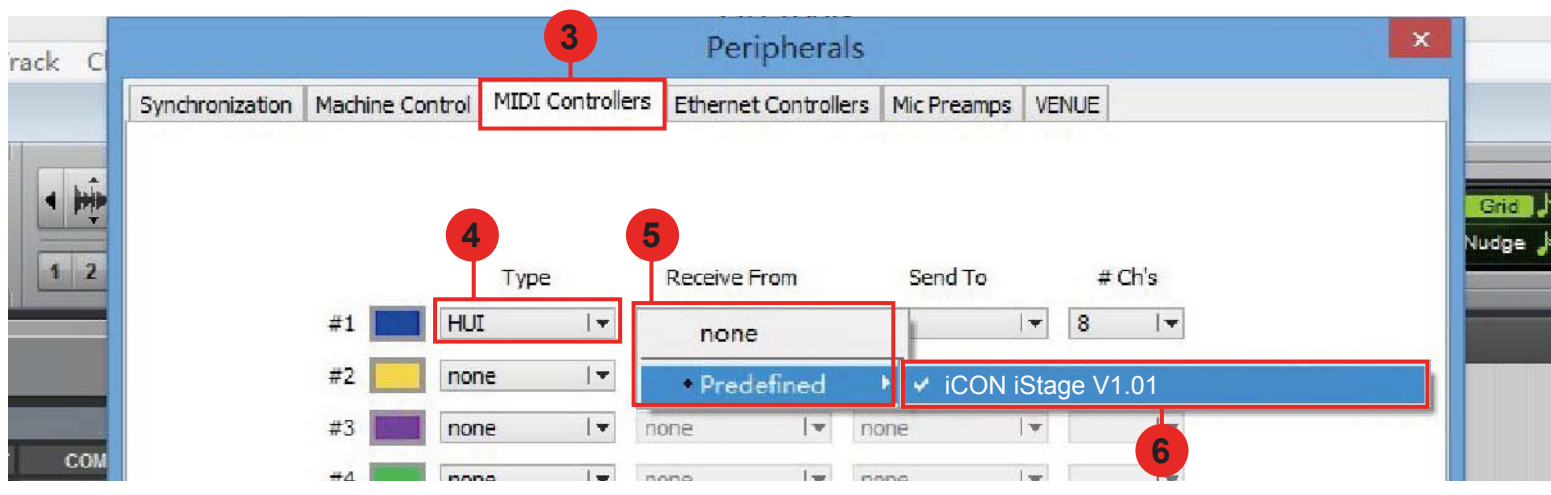 3
Peripherals
x
rack
Synchronization Machine Control MIDI Controllers Ethernet Controllers Mic Preamps VENUE
Grid
4 5
Nudge
1 2
Type Receive From Send To # Ch's
#1 HUI none 8
#2 none Predefined iCON iStage V1.01
#3 none none none
6
COM
#4 none none none